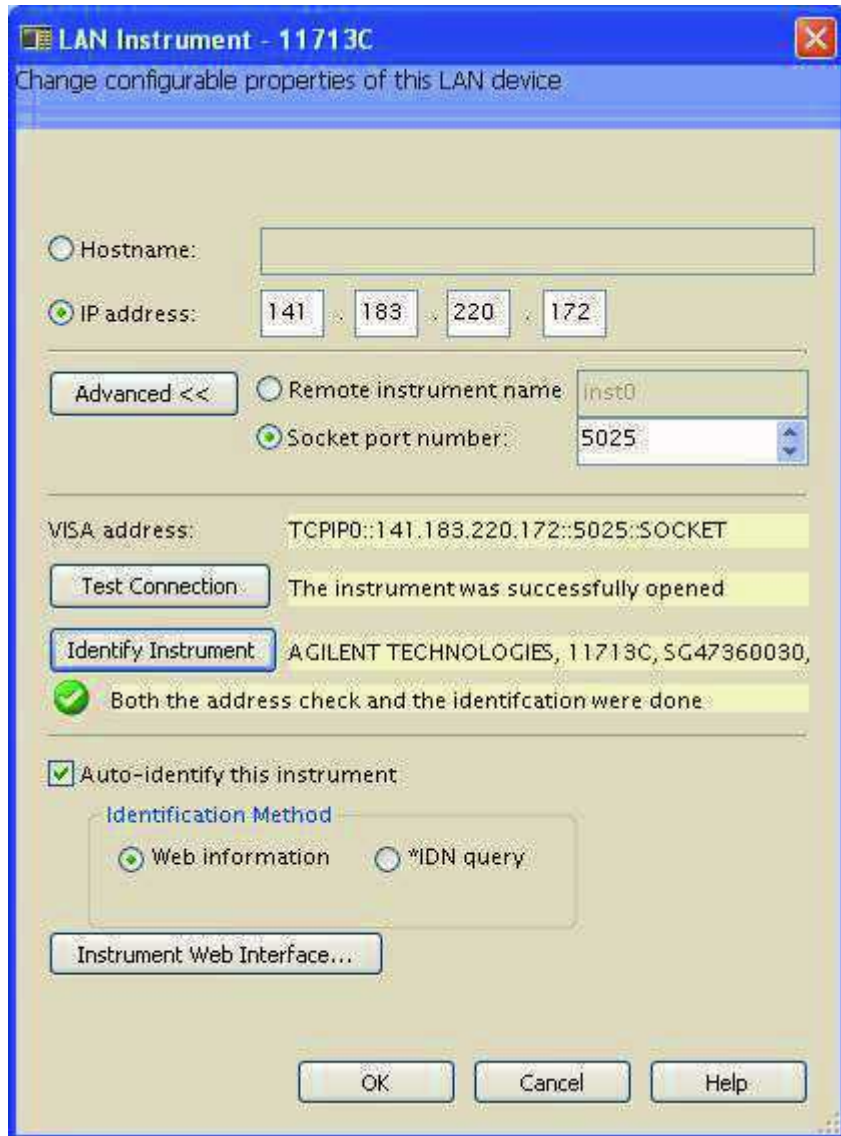 LAN Instrument - 11713C
Change configurable properties of this LAN device
Hostname:
IP address: 141 . 183 . 220 . 172
Advanced << Remote instrument name inst0
Socket port number: 5025
VISA address: TCPIP0::141.183.220.172::5025::SOCKET
Test Connection The instrument was successfully opened
Identify Instrument AGILENT TECHNOLOGIES, 11713C, SG47360030,
Both the address check and the identifcation were done
Auto-identify this instrument
Identification Method
Web information *IDN query
Instrument Web Interface...
OK Cancel Help